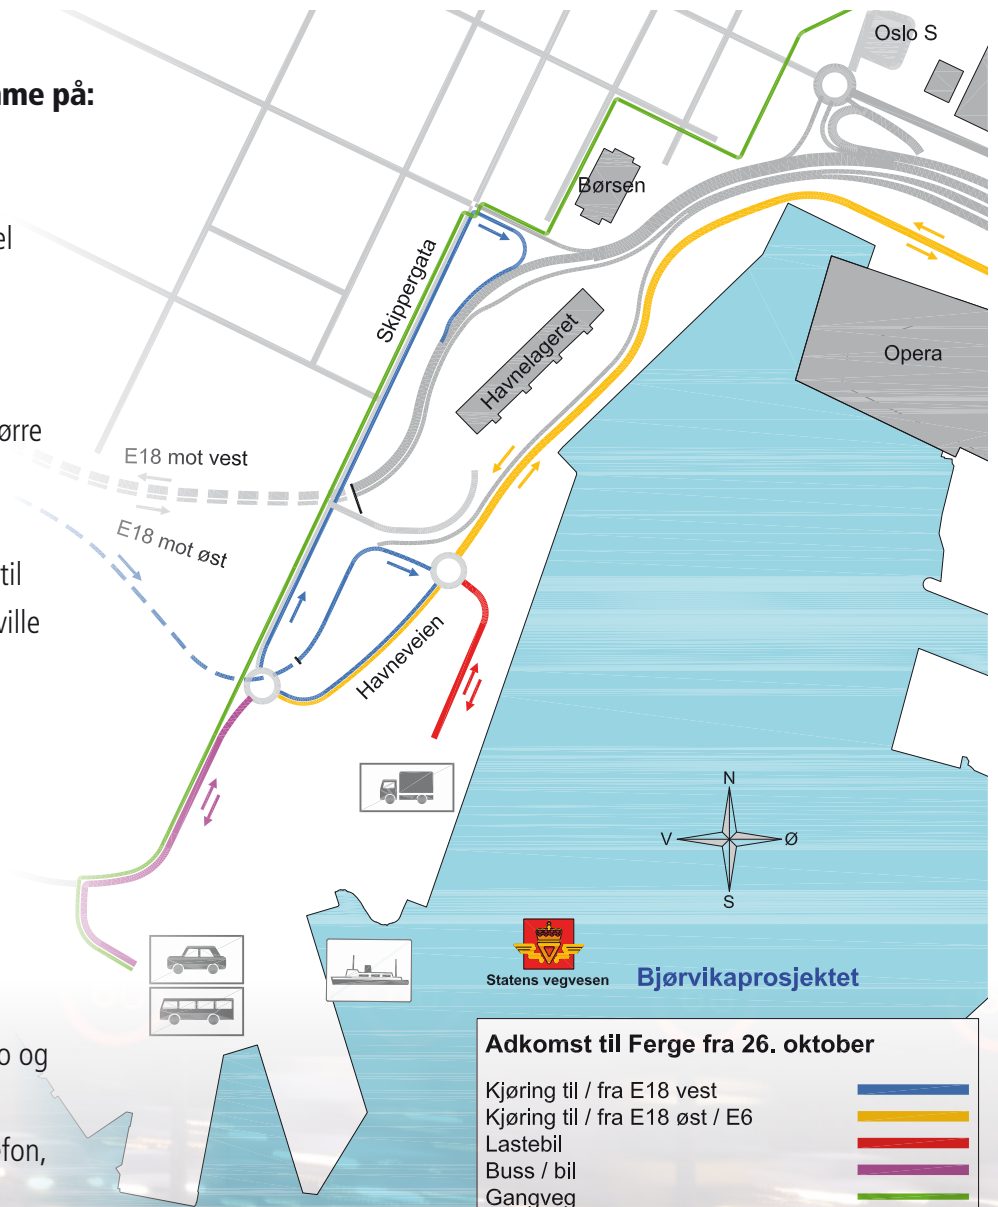 me på:
el
ørre
til
ville
o og
efon,
Oslo S
Børsen
Skippergata
Havnelageret
Opera
E18 mot vest
E18 mot øst
Havneveien
N
V
Ø
S
Statens vegvesen
Bjørvikaprosjektet
Adkomst til Ferge fra 26. oktober
Kjøring til / fra E18 vest
Kjøring til / fra E18 øst / E6
Lastebil
Buss / bil
Gangveg